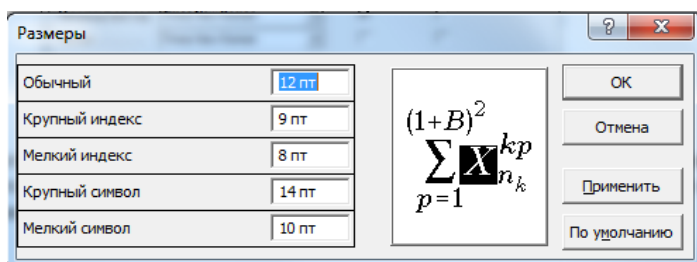 Размеры
?
X
Обычный 12 пт
Крупный индекс 9 пт
Мелкий индекс 8 пт
Крупный символ 14 пт
Мелкий символ 10 пт
(1+B)²
∑ X kp
n k
p=1
OK
Отмена
Применить
По умолчанию